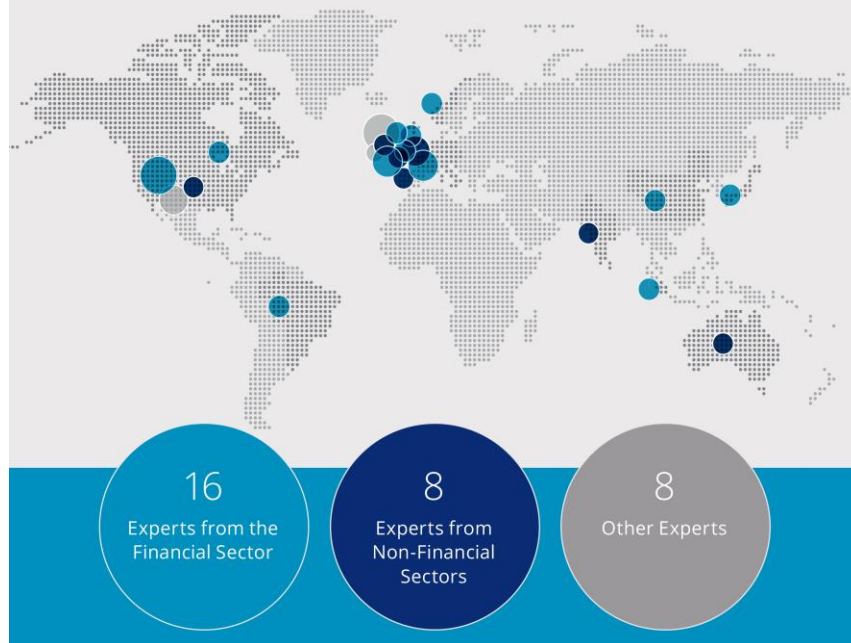 16
Experts from the
Financial Sector
8
Experts from
Non-Financial
Sectors
8
Other Experts